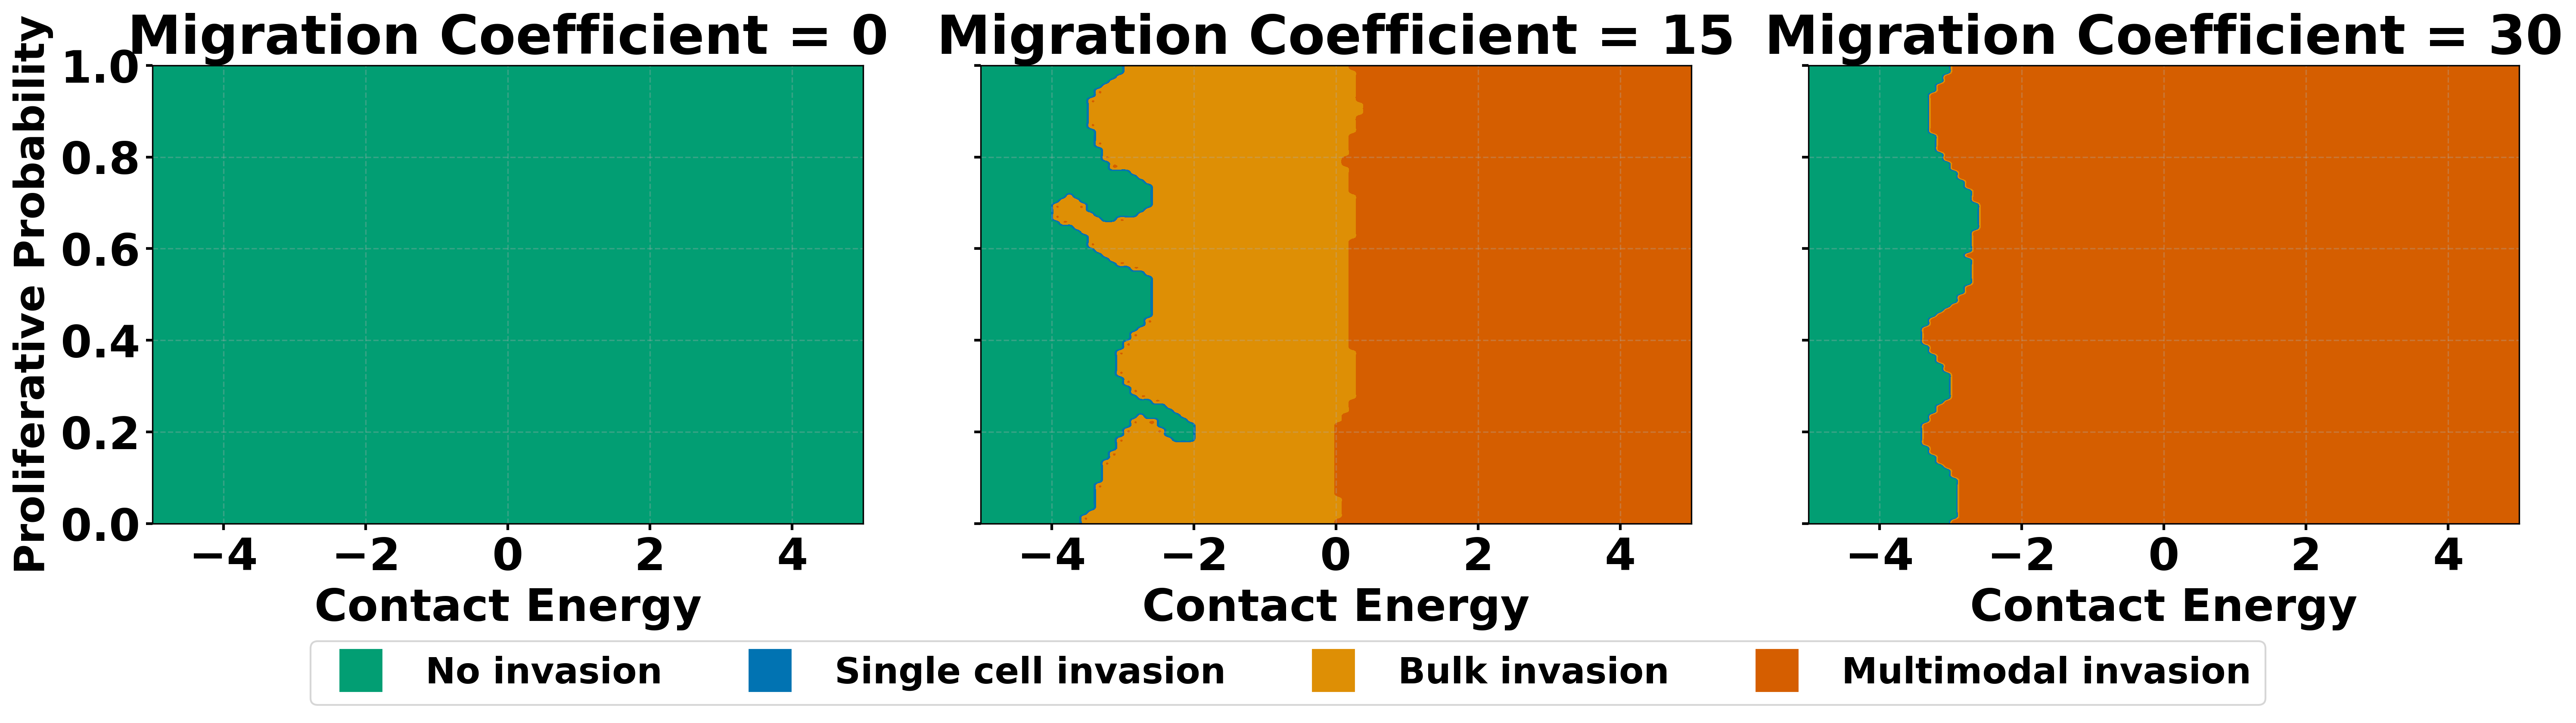 Migration Coefficient = 0
Migration Coefficient = 15
Migration Coefficient = 30
Proliferative Probability
1.0
0.8
0.6
0.4
0.2
0.0
−4 −2 0 2 4
−4 −2 0 2 4
−4 −2 0 2 4
Contact Energy
Contact Energy
Contact Energy
No invasion
Single cell invasion
Bulk invasion
Multimodal invasion